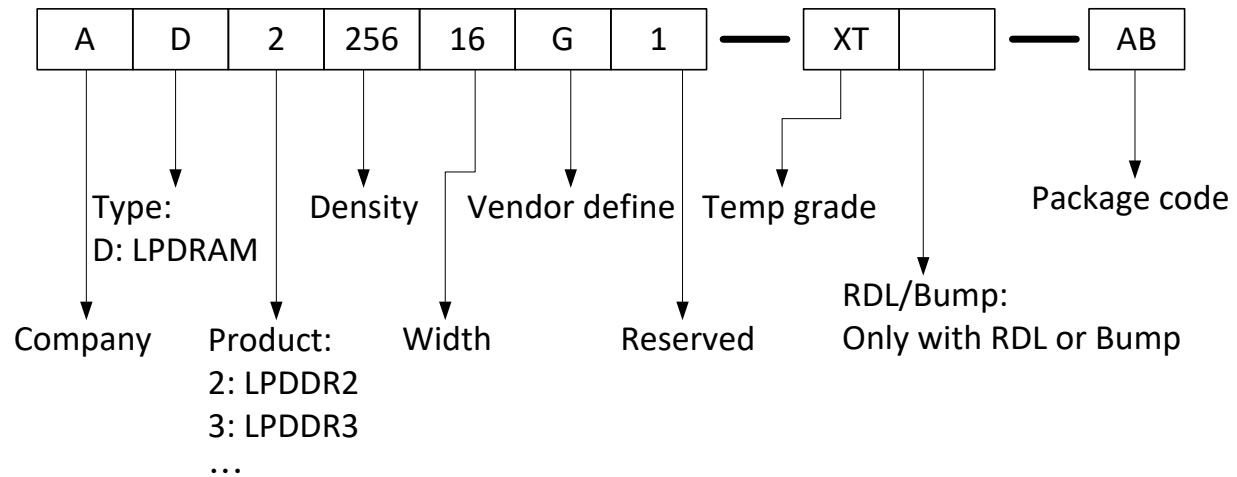 A D 2 256 16 G 1 — XT — AB
Type: Density Vendor define Temp grade Package code
D: LPDRAM
RDL/Bump:
Company Product: Width Reserved Only with RDL or Bump
2: LPDDR2
3: LPDDR3
...